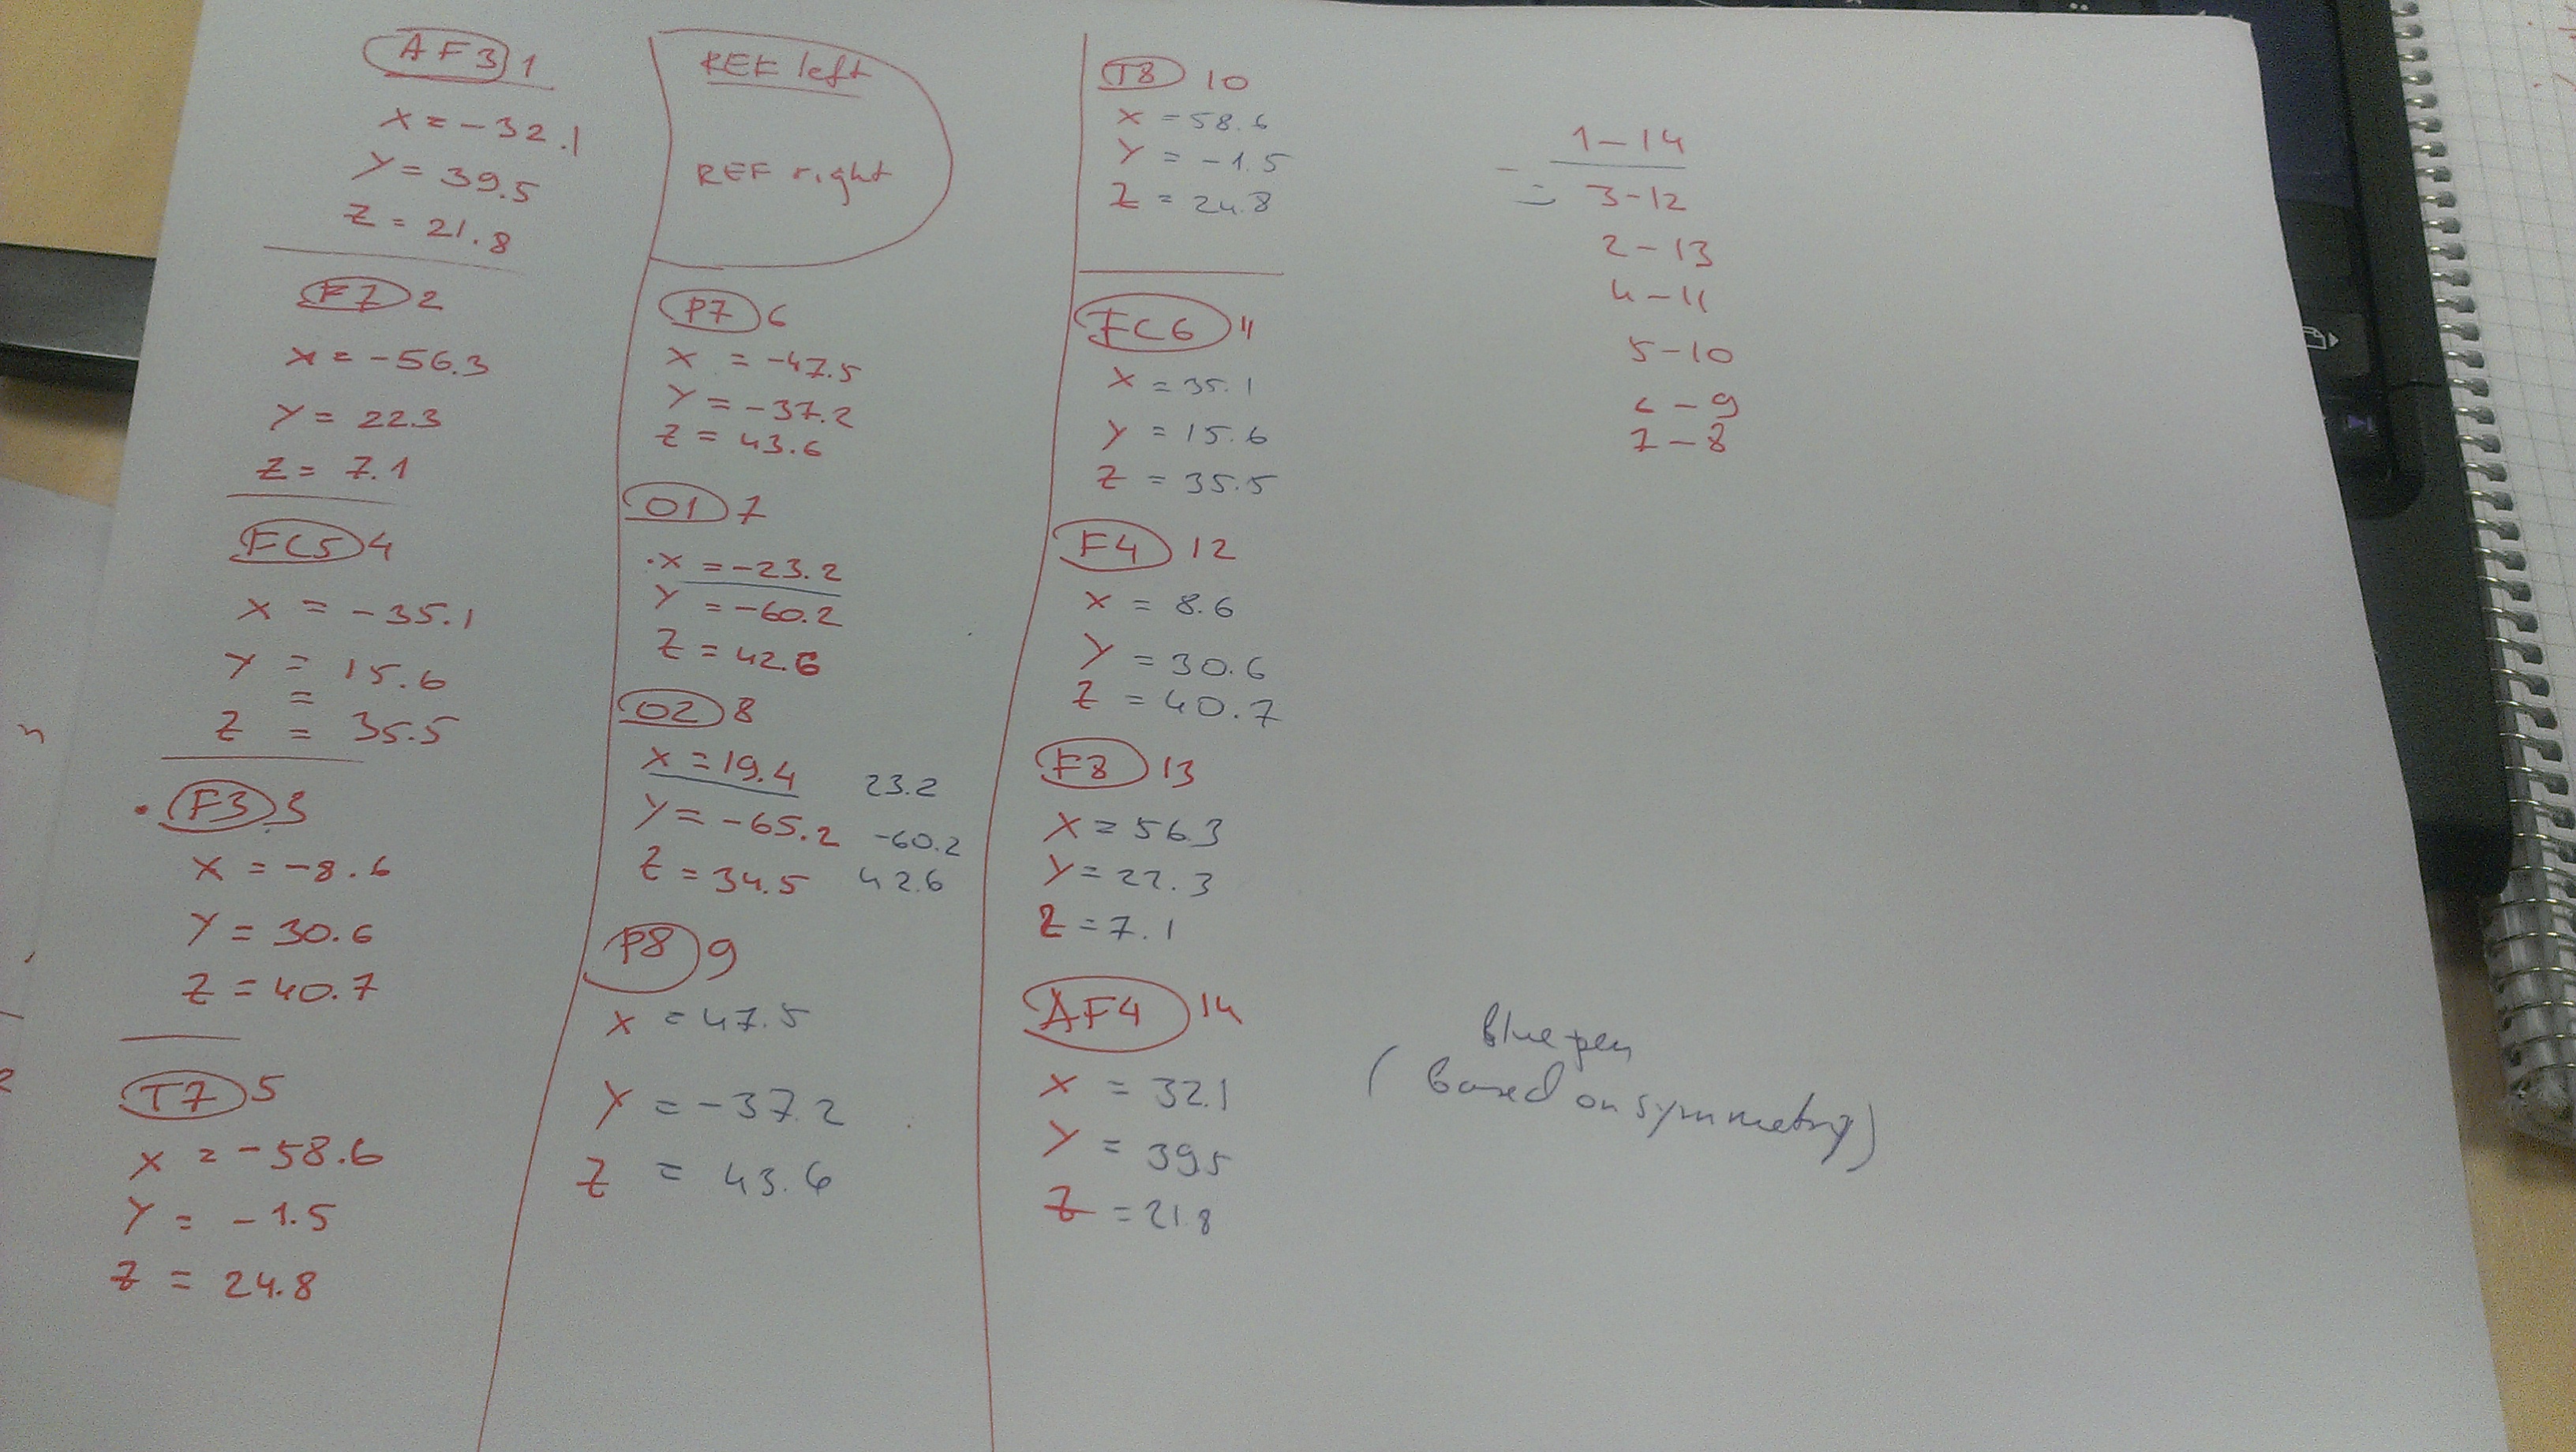 AF3 1
X = -32.1
Y = 39.5
Z = 21.8
F7 2
X = -56.3
Y = 22.3
Z = 7.1
FC5 4
X = -35.1
Y = 15.6
=
Z = 35.5
F3 3
X = -8.6
Y = 30.6
Z = 40.7
T7 5
X = -58.6
Y = -1.5
Z = 24.8
REF left
REF right
P7 6
X = -47.5
Y = -37.2
Z = 43.6
O1 7
X = -23.2
Y = -60.2
Z = 42.6
O2 8
X = 19.4 23.2
Y = -65.2 -60.2
Z = 34.5 42.6
P8 9
X = 47.5
Y = -37.2
Z = 43.6
T8 10
X = 58.6
Y = -1.5
Z = 24.8
FC6 11
X = 35.1
Y = 15.6
Z = 35.5
F4 12
X = 8.6
Y = 30.6
Z = 40.7
F8 13
X = 56.3
Y = 22.3
Z = 7.1
AF4 14
X = 32.1
Y = 39.5
Z = 21.8
1-14
3-12
2-13
4-11
5-10
6-9
7-8
Blue pen
(Based on symmetry)